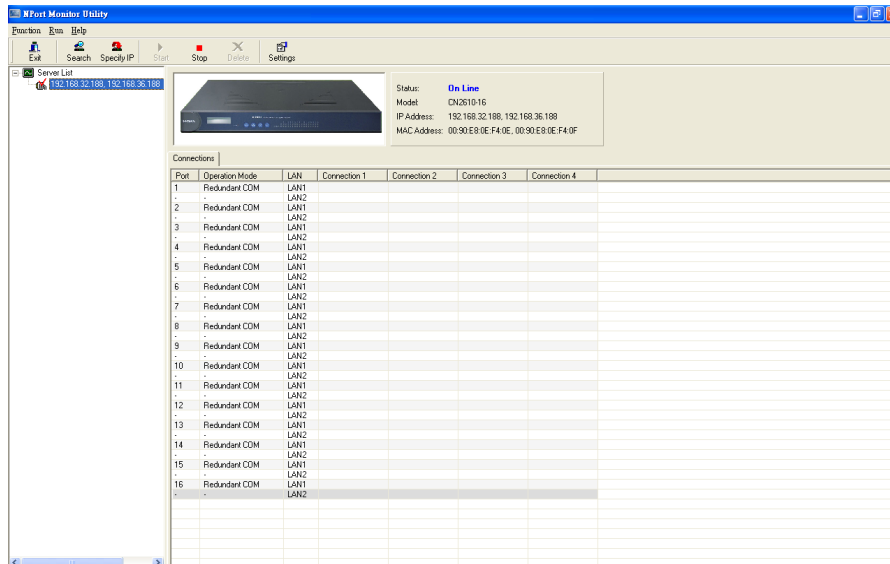 NPort Monitor Utility
Function Run Help
Exit Search Specify IP Start Stop Delete Settings
Server List
192.168.32.188, 192.168.36.188
Status: On Line
Model: CN2610-16
IP Address: 192.168.32.188, 192.168.36.188
MAC Address: 00:90:E8:0E:F4:0E, 00:90:E8:0E:F4:0F
Connections
Port Operation Mode LAN Connection 1 Connection 2 Connection 3 Connection 4
1 Redundant COM LAN1
- - LAN2
2 Redundant COM LAN1
- - LAN2
3 Redundant COM LAN1
- - LAN2
4 Redundant COM LAN1
- - LAN2
5 Redundant COM LAN1
- - LAN2
6 Redundant COM LAN1
- - LAN2
7 Redundant COM LAN1
- - LAN2
8 Redundant COM LAN1
- - LAN2
9 Redundant COM LAN1
- - LAN2
10 Redundant COM LAN1
- - LAN2
11 Redundant COM LAN1
- - LAN2
12 Redundant COM LAN1
- - LAN2
13 Redundant COM LAN1
- - LAN2
14 Redundant COM LAN1
- - LAN2
15 Redundant COM LAN1
- - LAN2
16 Redundant COM LAN1
- - LAN2